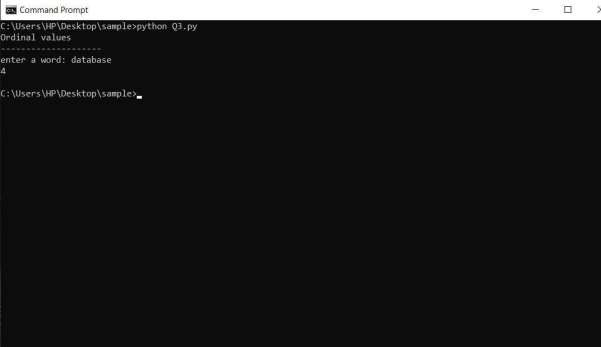 Command Prompt
C:\Users\HP\Desktop\sample>python Q3.py
Ordinal values
--------------------
enter a word: database
4
C:\Users\HP\Desktop\sample>